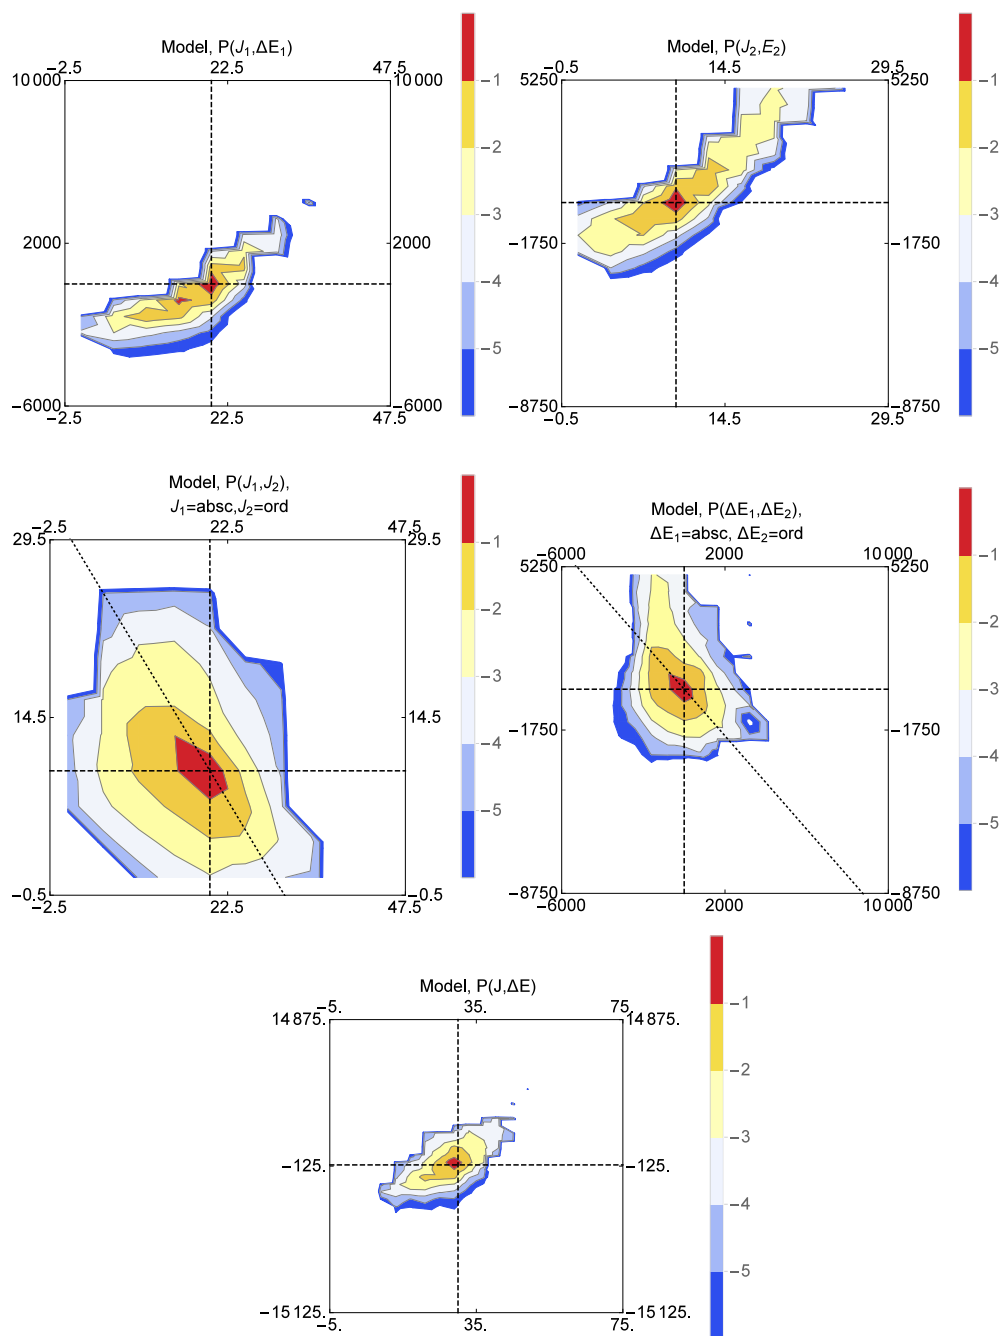 Model, P(J₁,ΔE₁)
−2.5 22.5 47.5
10 000 10 000
2000 2000
−6000 −6000
−2.5 22.5 47.5
−1
−2
−3
−4
−5
Model, P(J₂,E₂)
−0.5 14.5 29.5
5250 5250
−1750 −1750
−8750 −8750
−0.5 14.5 29.5
−1
−2
−3
−4
−5
Model, P(J₁,J₂),
J₁=absc,J₂=ord
−2.5 22.5 47.5
29.5 29.5
14.5 14.5
−0.5 −0.5
−2.5 22.5 47.5
−1
−2
−3
−4
−5
Model, P(ΔE₁,ΔE₂),
ΔE₁=absc, ΔE₂=ord
−6000 2000 10 000
5250 5250
−1750 −1750
−8750 −8750
−6000 2000 10 000
−1
−2
−3
−4
−5
Model, P(J,ΔE)
−5. 35. 75.
14 875. 14 875.
−125. −125.
−15 125. −15 125.
−5. 35. 75.
−1
−2
−3
−4
−5